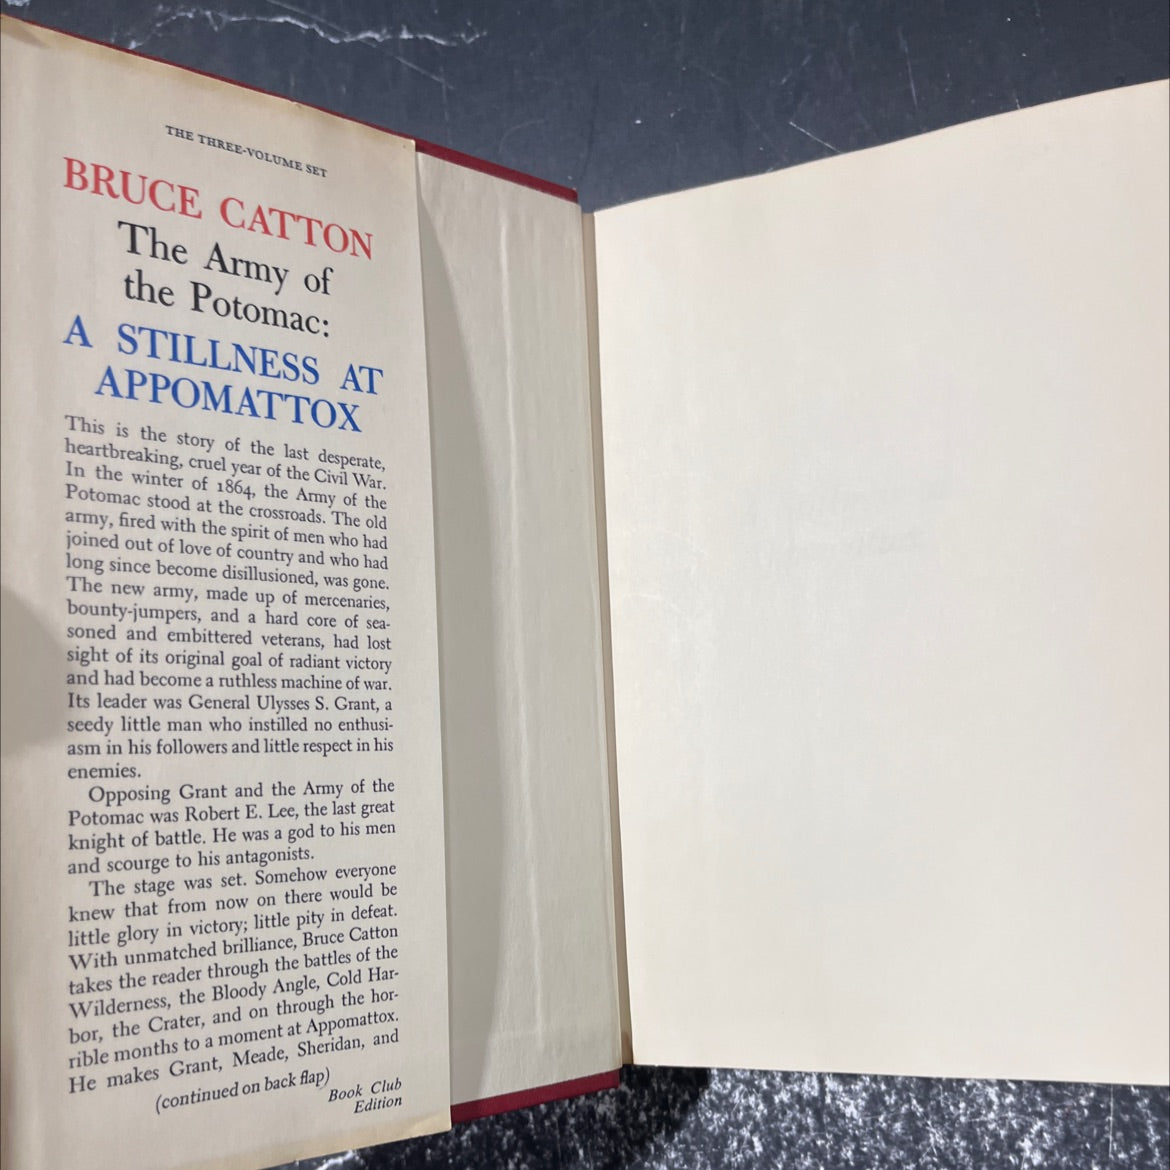 THE THREE-VOLUME SET
BRUCE CATTON
The Army of
the Potomac:
A STILLNESS AT
APPOMATTOX
This is the story of the last desperate,
heartbreaking, cruel year of the Civil War.
In the winter of 1864, the Army of the
Potomac stood at the crossroads. The old
army, fired with the spirit of men who had
joined out of love of country and who had
long since become disillusioned, was gone.
The new army, made up of mercenaries,
bounty-jumpers, and a hard core of sea-
soned and embittered veterans, had lost
sight of its original goal of radiant victory
and had become a ruthless machine of war.
Its leader was General Ulysses S. Grant, a
seedy little man who instilled no enthusi-
asm in his followers and little respect in his
enemies.
Opposing Grant and the Army of the
Potomac was Robert E. Lee, the last great
knight of battle. He was a god to his men
and scourge to his antagonists.
The stage was set. Somehow everyone
knew that from now on there would be
little glory in victory; little pity in defeat.
With unmatched brilliance, Bruce Catton
takes the reader through the battles of the
Wilderness, the Bloody Angle, Cold Har-
bor, the Crater, and on through the hor-
rible months to a moment at Appomattox.
He makes Grant, Meade, Sheridan, and
(continued on back flap)
Book Club
Edition